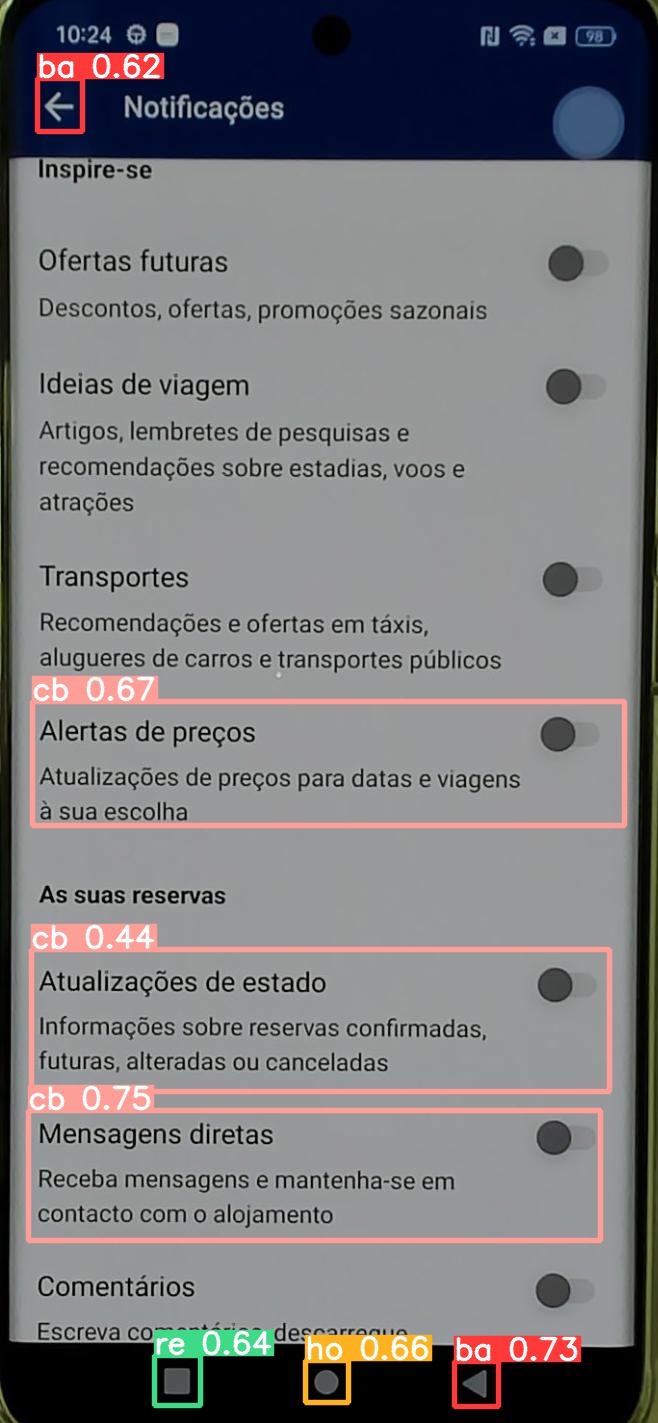 10:24
98
ba 0.62
Notificações
Inspire-se
Ofertas futuras
Descontos, ofertas, promoções sazonais
Ideias de viagem
Artigos, lembretes de pesquisas e
recomendações sobre estadias, voos e
atrações
Transportes
Recomendações e ofertas em táxis,
alugueres de carros e transportes públicos
cb 0.67
Alertas de preços
Atualizações de preços para datas e viagens
à sua escolha
As suas reservas
cb 0.44
Atualizações de estado
Informações sobre reservas confirmadas,
futuras, alteradas ou canceladas
cb 0.75
Mensagens diretas
Receba mensagens e mantenha-se em
contacto com o alojamento
Comentários
Escreva comentários, descarregue
re 0.64
ho 0.66
ba 0.73